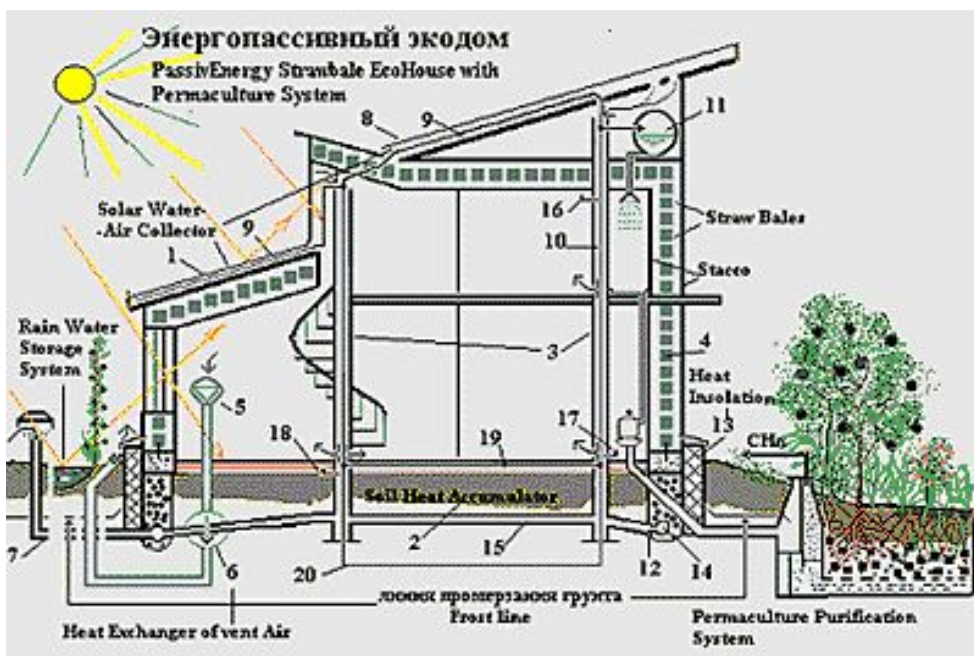 Энергопассивный экодом
PassivEnergy Strawbale EcoHouse with
Permaculture System
8
9
11
Solar Water-
-Air Collector
9
1
16
10
Straw Bales
Stacco
Rain Water
Storage
System
5
3
4
Heat
Insolation
18
17
13
CHn
19
Soil Heat Accumulator
7
6
2
15
20
12
14
линия промерзания грунта
Frost line
Heat Exchanger of vent Air
Permaculture Purification
System